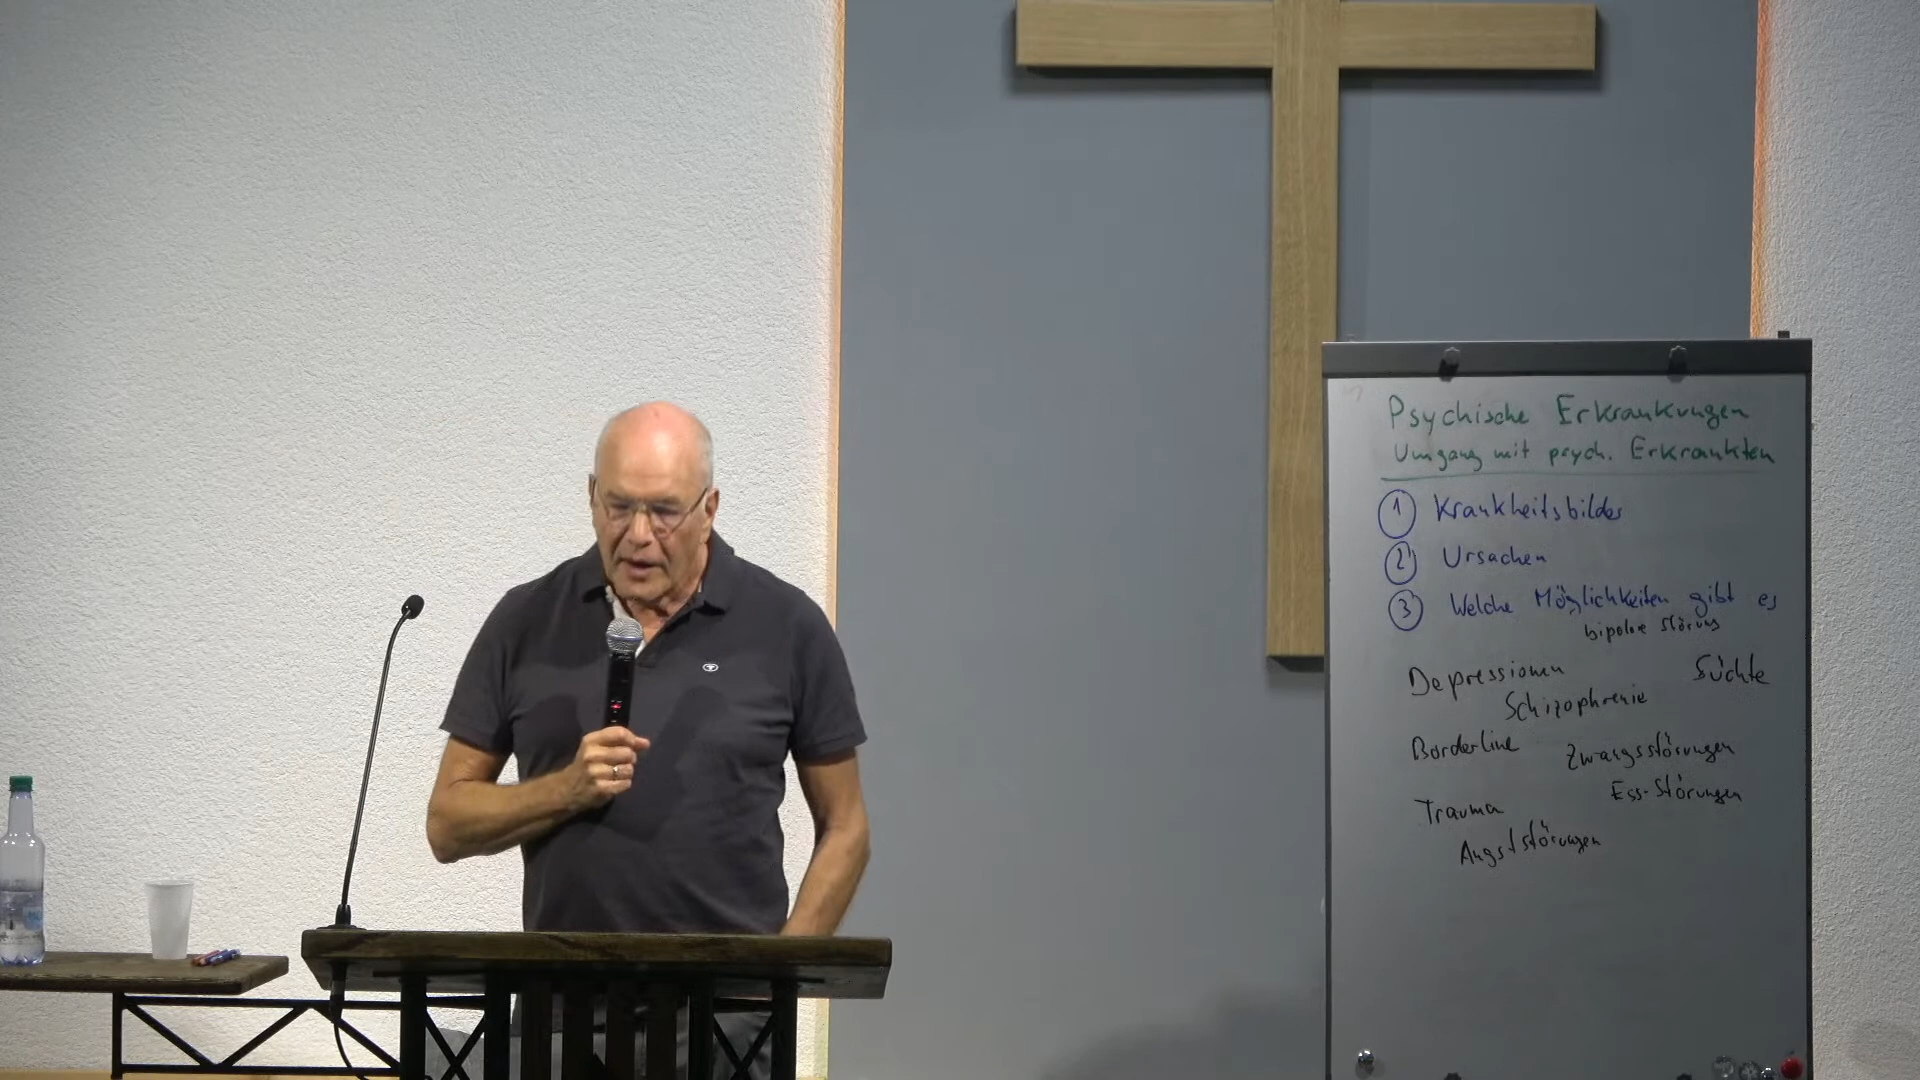 Psychische Erkrankungen
Umgang mit psych. Erkrankten
1 Krankheitsbilder
2 Ursachen
3 Welche Möglichkeiten gibt es
bipolare Störung
Depressionen
Süchte
Schizophrenie
Borderline
Zwangsstörungen
Ess-Störungen
Trauma
Angststörungen